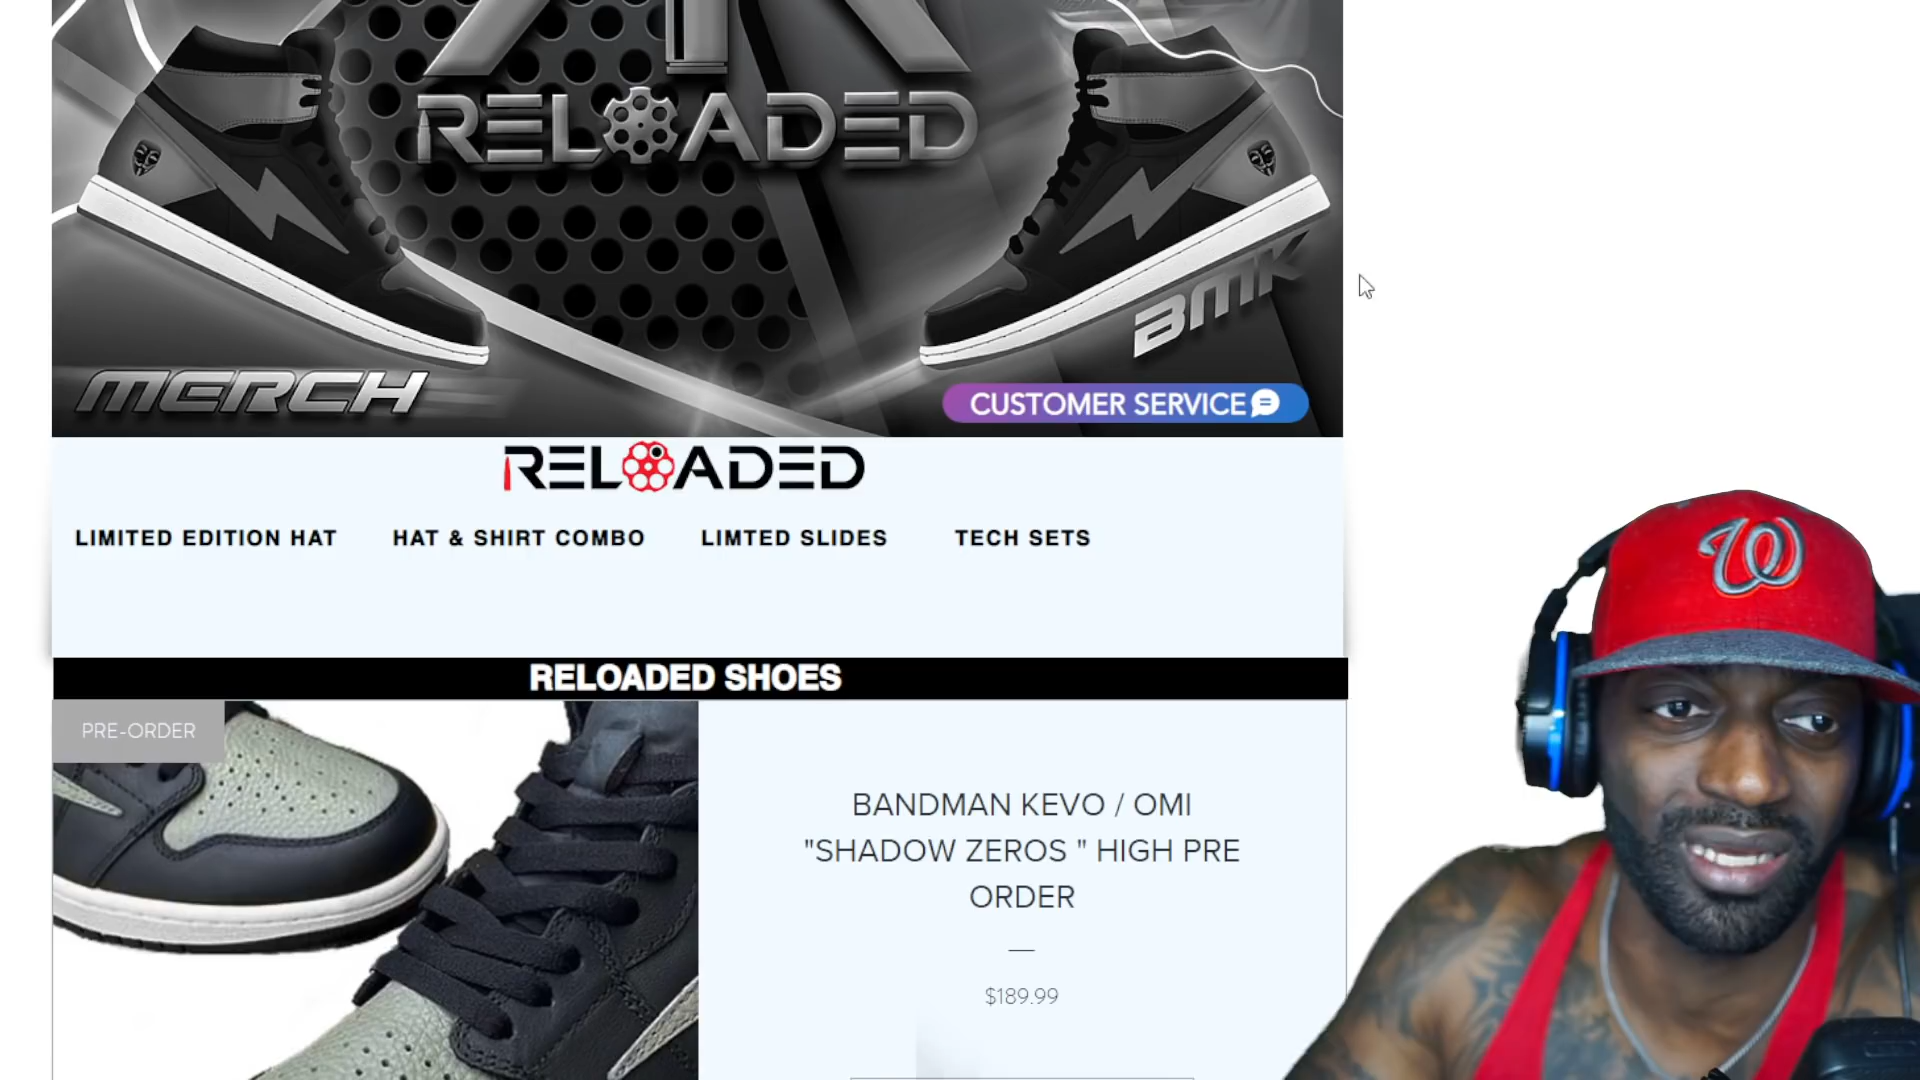 RELOADED
BMK
MERCH
CUSTOMER SERVICE
RELOADED
LIMITED EDITION HAT
HAT & SHIRT COMBO
LIMTED SLIDES
TECH SETS
RELOADED SHOES
PRE-ORDER
BANDMAN KEVO / OMI
"SHADOW ZEROS " HIGH PRE
ORDER
$189.99
W